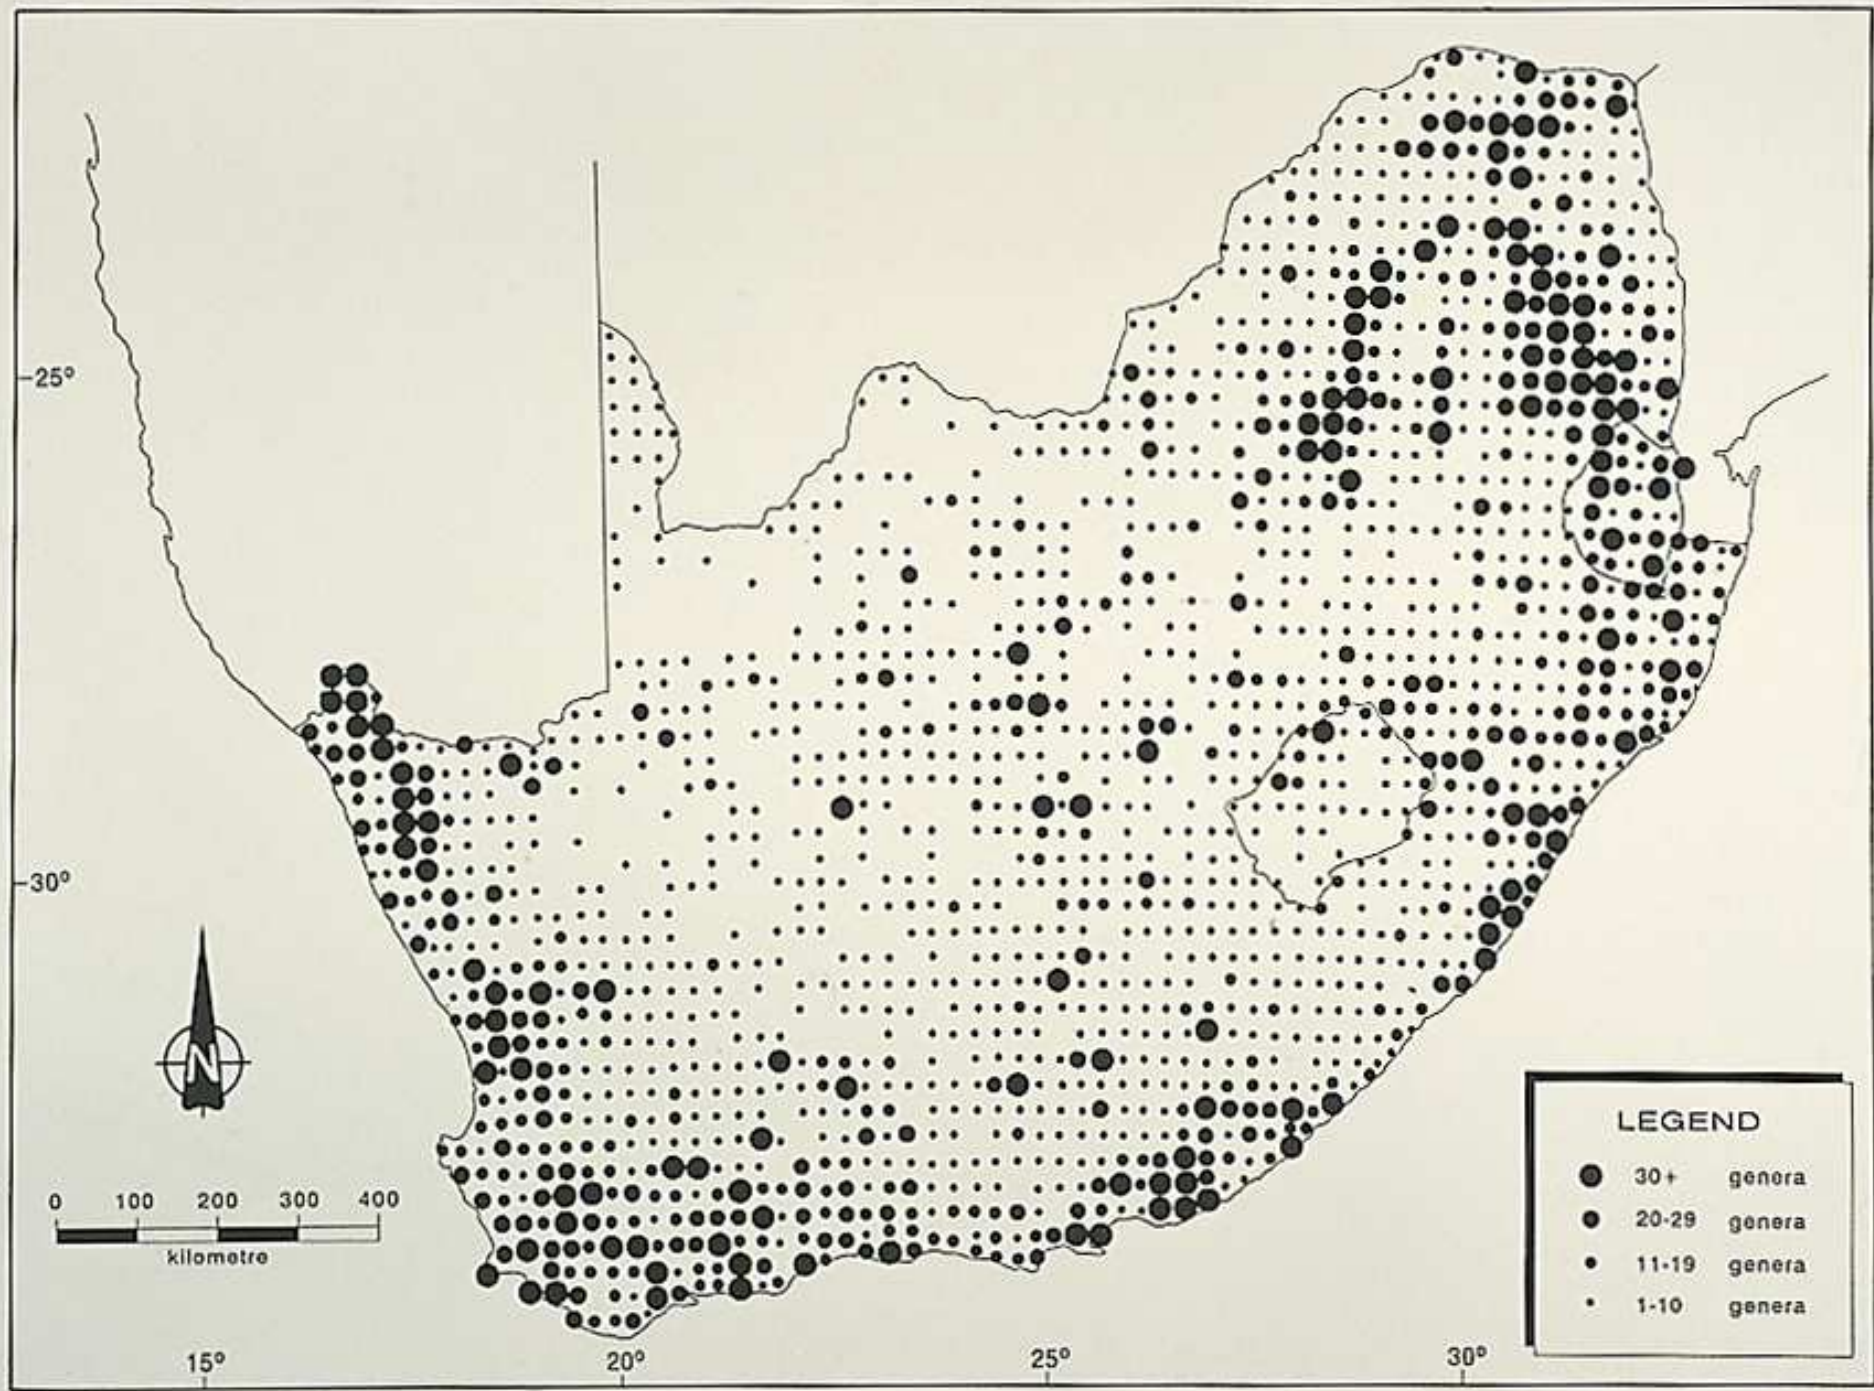 25°
30°
N
0 100 200 300 400
kilometre
15° 20° 25° 30°
LEGEND
30+ genera
20-29 genera
11-19 genera
1-10 genera